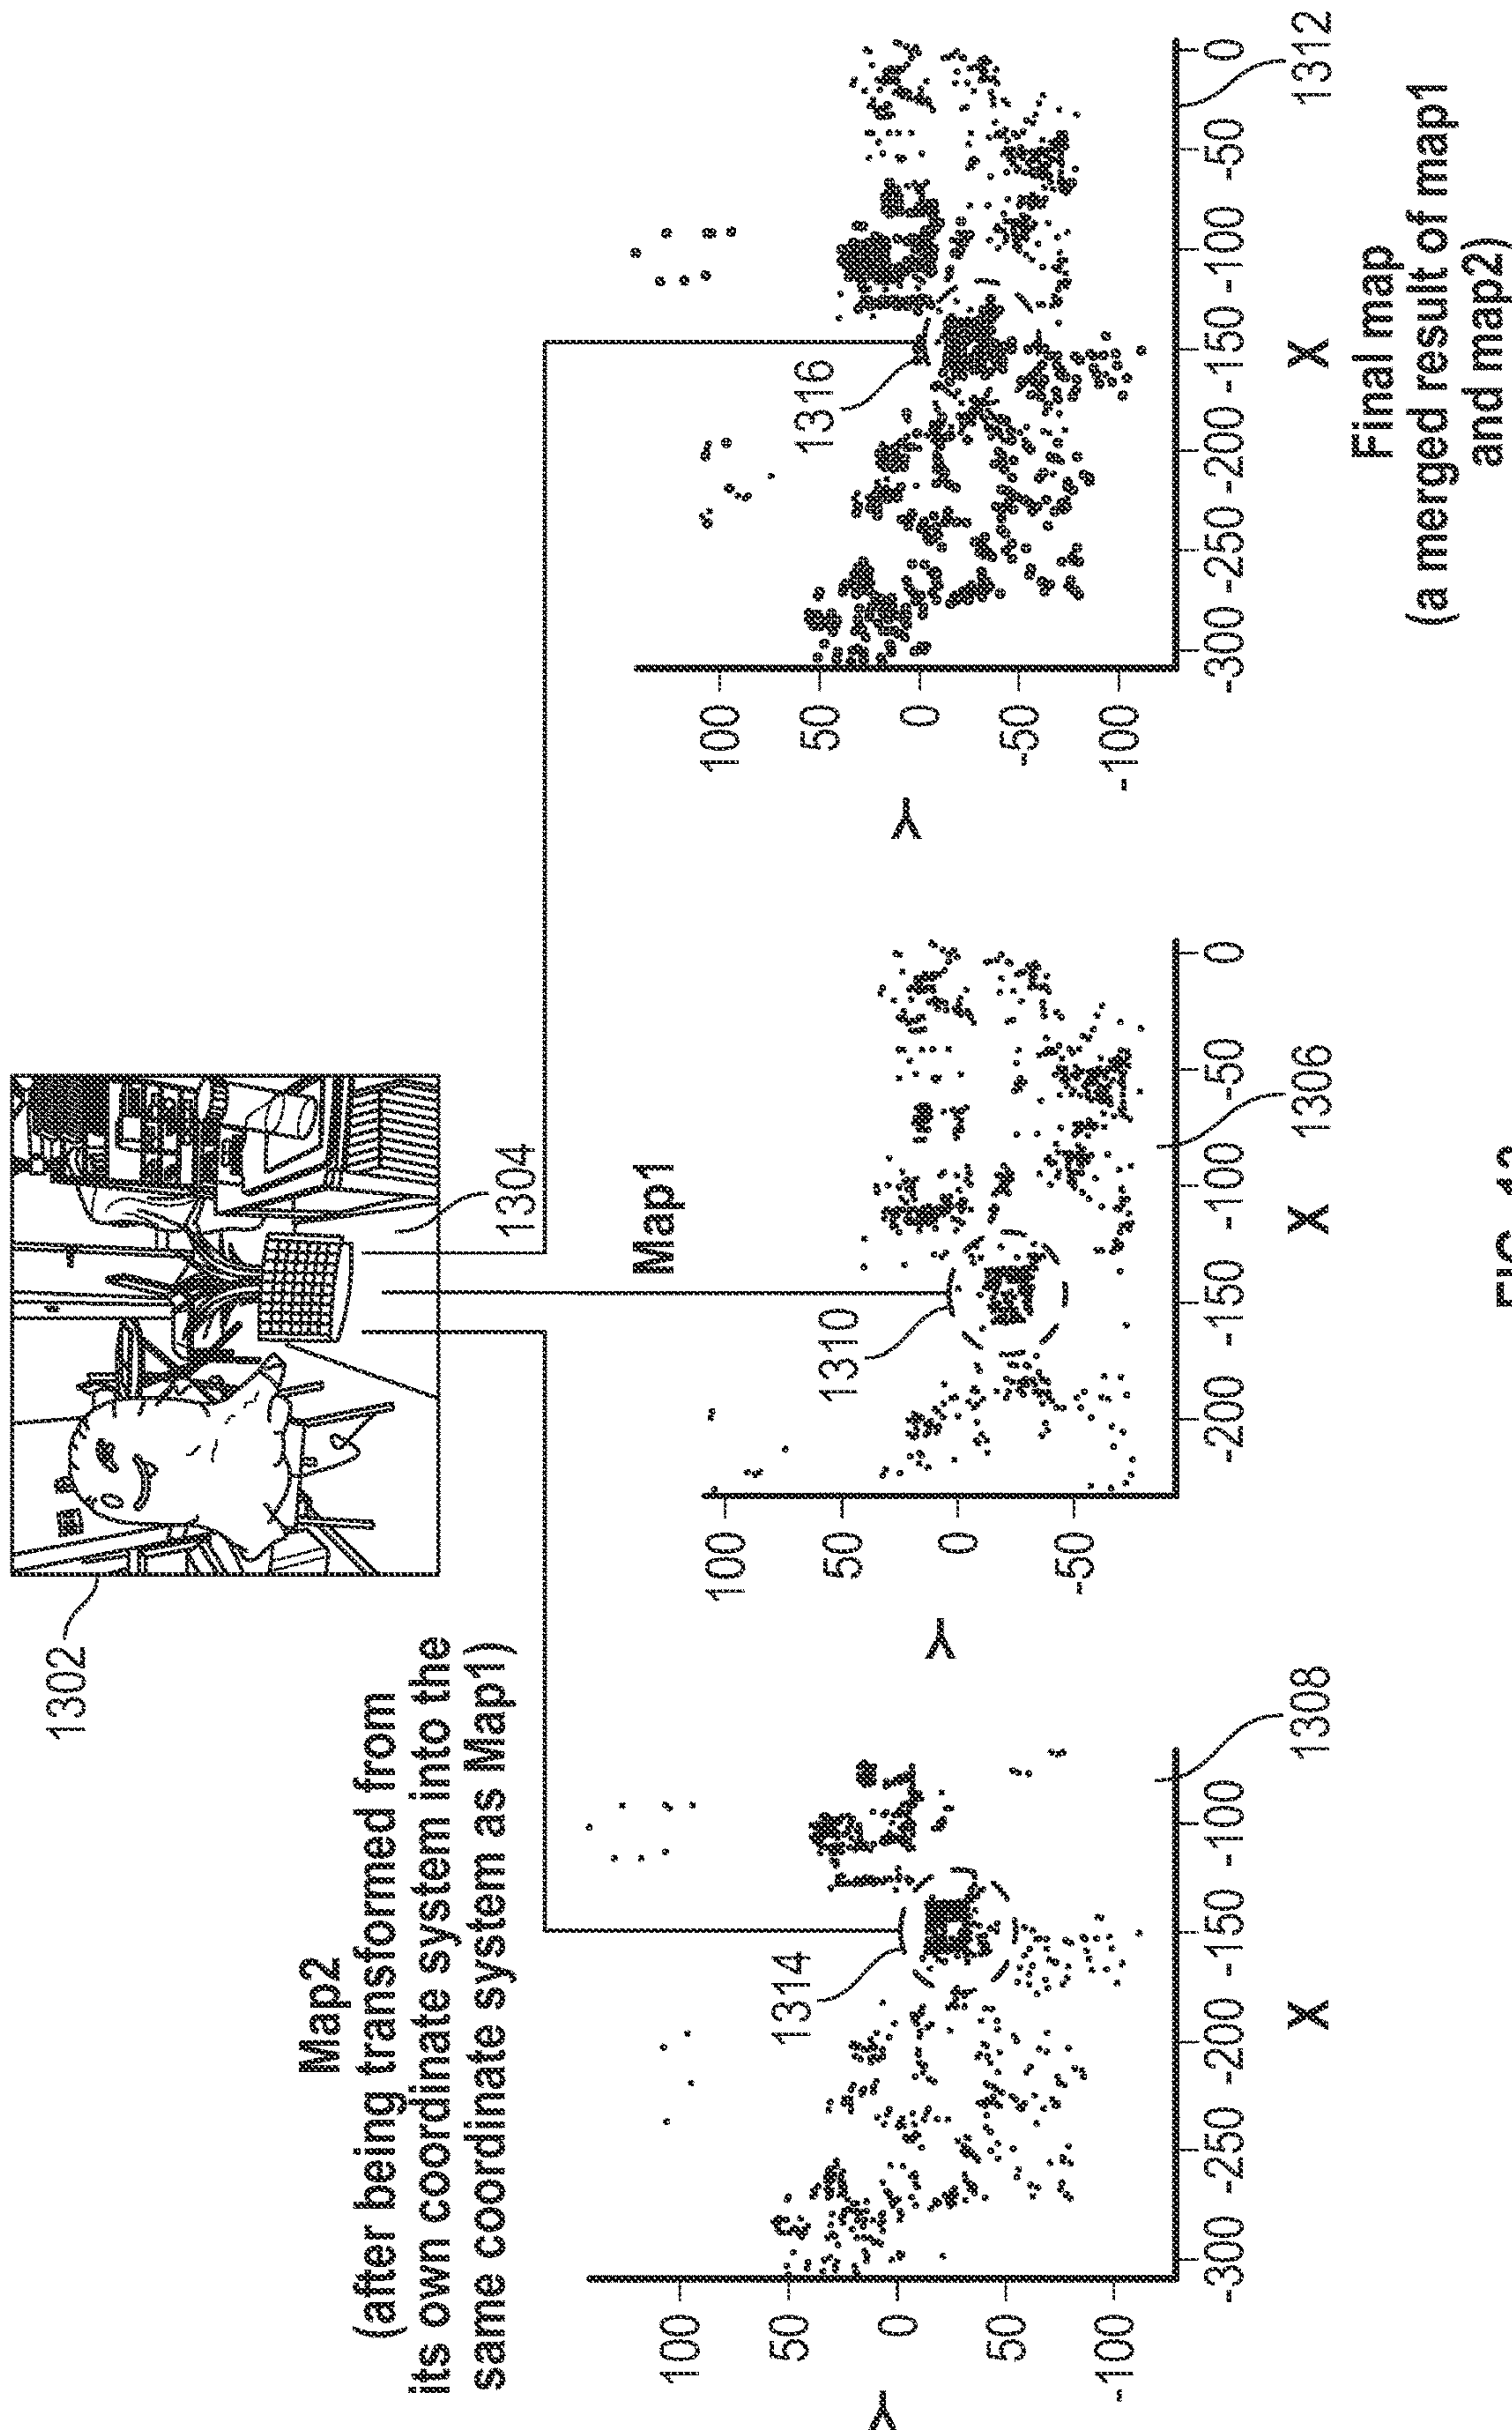 1302
Map2
(after being transformed from
its own coordinate system into the
same coordinate system as Map1)
1304
Map1
1314
1310
1316
Y
100
50
0
50
-100
-300 -250 -200 -150 -100
X
1308
Y
100
50
0
-50
-200 -150 -100 -50 0
X
1306
Y
100
50
0
-50
-100
-300 -250 -200 -150 -100 -50 0
X
1312
Final map
(a merged result of map1
and map2)